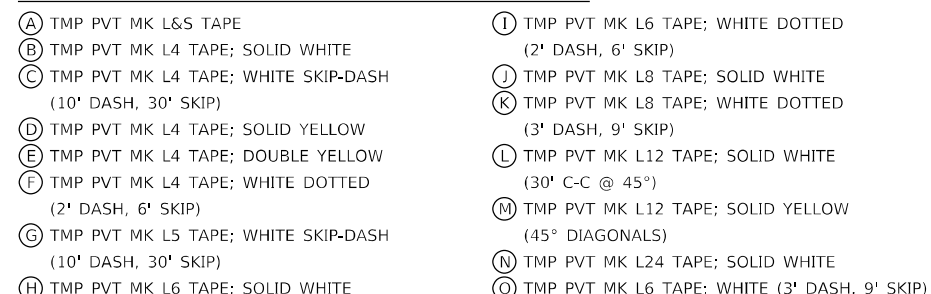 A TMP PVT MK L&S TAPE
B TMP PVT MK L4 TAPE; SOLID WHITE
C TMP PVT MK L4 TAPE; WHITE SKIP-DASH
(10' DASH, 30' SKIP)
D TMP PVT MK L4 TAPE; SOLID YELLOW
E TMP PVT MK L4 TAPE; DOUBLE YELLOW
F TMP PVT MK L4 TAPE; WHITE DOTTED
(2' DASH, 6' SKIP)
G TMP PVT MK L5 TAPE; WHITE SKIP-DASH
(10' DASH, 30' SKIP)
H TMP PVT MK L6 TAPE; SOLID WHITE
I TMP PVT MK L6 TAPE; WHITE DOTTED
(2' DASH, 6' SKIP)
J TMP PVT MK L8 TAPE; SOLID WHITE
K TMP PVT MK L8 TAPE; WHITE DOTTED
(3' DASH, 9' SKIP)
L TMP PVT MK L12 TAPE; SOLID WHITE
(30' C-C @ 45°)
M TMP PVT MK L12 TAPE; SOLID YELLOW
(45° DIAGONALS)
N TMP PVT MK L24 TAPE; SOLID WHITE
O TMP PVT MK L6 TAPE; WHITE (3' DASH, 9' SKIP)